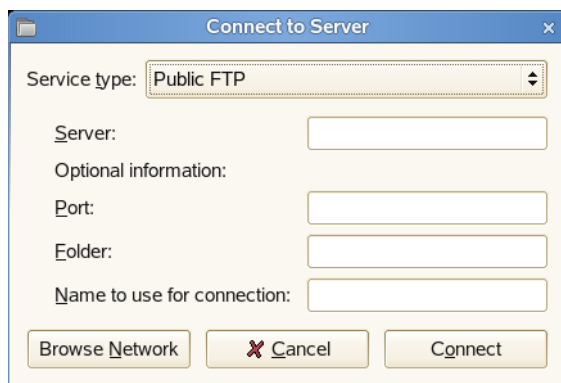 Connect to Server
Service type: Public FTP
Server:
Optional information:
Port:
Folder:
Name to use for connection:
Browse Network Cancel Connect